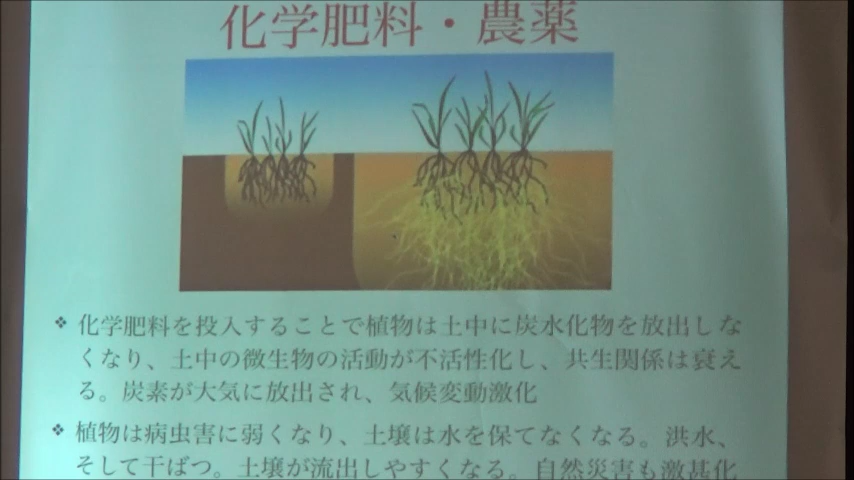 化学肥料・農薬
❖ 化学肥料を投入することで植物は土中に炭水化物を放出しな
くなり、土中の微生物の活動が不活性化し、共生関係は衰え
る。炭素が大気に放出され、気候変動激化
❖ 植物は病虫害に弱くなり、土壌は水を保てなくなる。洪水、
そして干ばつ。土壌が流出しやすくなる。自然災害も激甚化